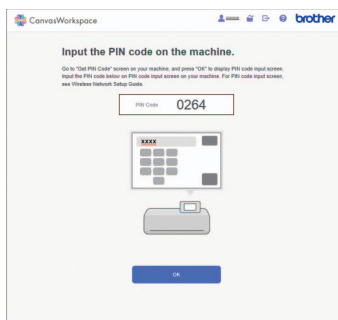 CanvasWorkspace
brother
Input the PIN code on the machine.
Go to "Get PIN Code" screen on your machine, and press "OK" to display PIN code input screen.
Input the PIN code below on PIN code input screen on your machine. For PIN code input screen,
see Wireless Network Setup Guide.
PIN Code 0264
XXXX
OK